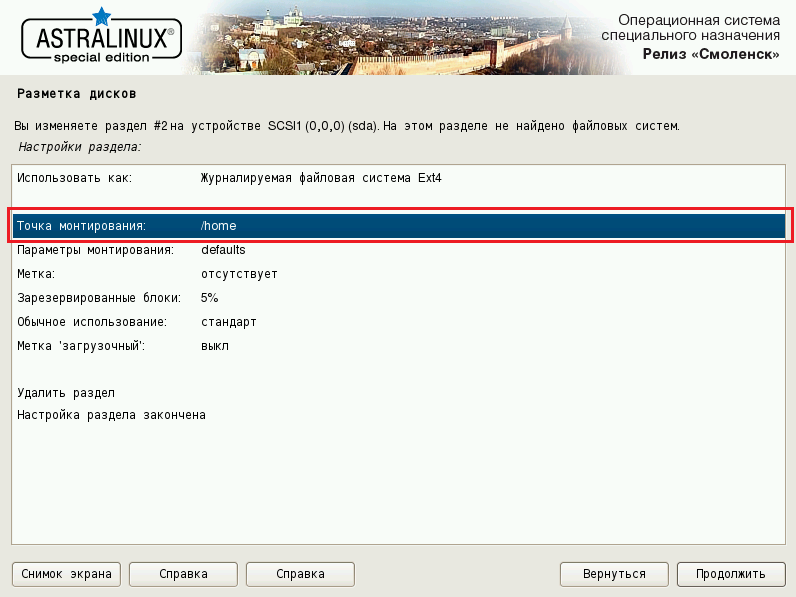 ASTRALINUX®
special edition
Операционная система
специального назначения
Релиз «Смоленск»
Разметка дисков
Вы изменяете раздел #2 на устройстве SCSI1 (0,0,0) (sda). На этом разделе не найдено файловых систем.
Настройки раздела:
Использовать как: Журналируемая файловая система Ext4
Точка монтирования: /home
Параметры монтирования: defaults
Метка: отсутствует
Зарезервированные блоки: 5%
Обычное использование: стандарт
Метка 'загрузочный': выкл
Удалить раздел
Настройка раздела закончена
Снимок экрана Справка Справка Вернуться Продолжить